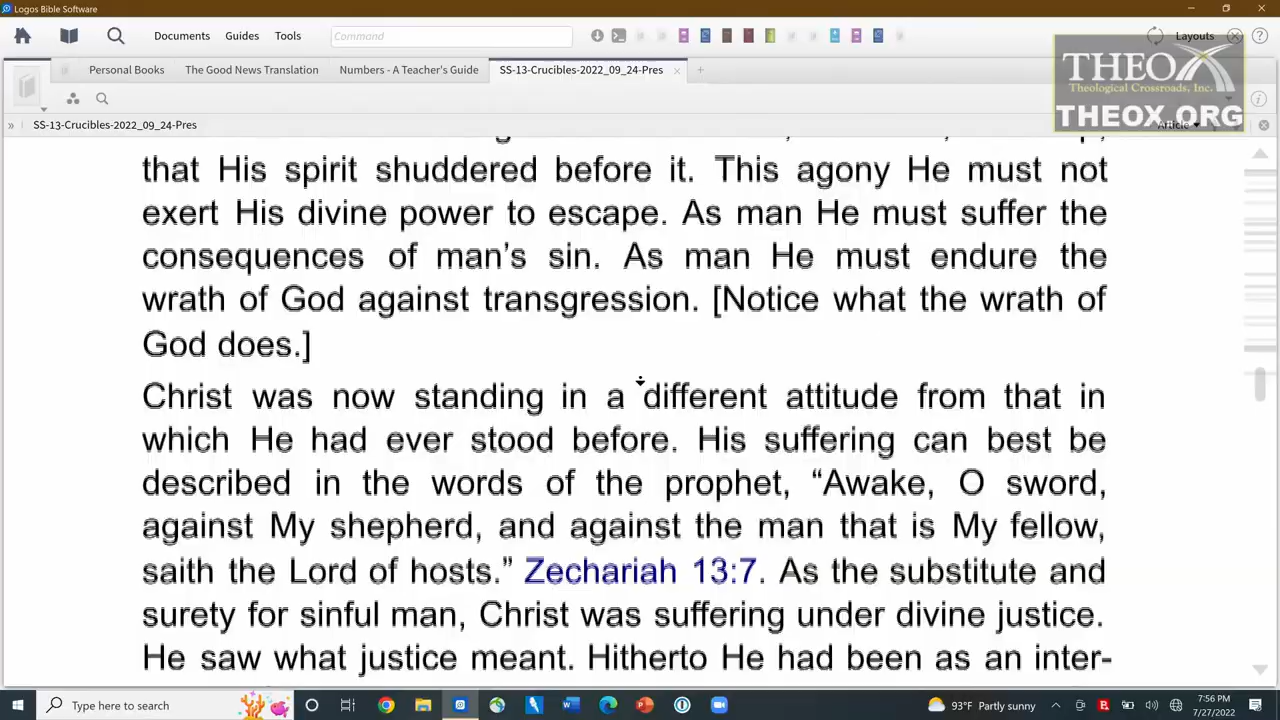 Logos Bible Software
Documents Guides Tools Command Layouts
Personal Books The Good News Translation Numbers - A Teacher's Guide SS-13-Crucibles-2022_09_24-Pres
THEOX
Theological Crossroads, Inc.
THEOX.ORG
SS-13-Crucibles-2022_09_24-Pres Article
that His spirit shuddered before it. This agony He must not
exert His divine power to escape. As man He must suffer the
consequences of man's sin. As man He must endure the
wrath of God against transgression. [Notice what the wrath of
God does.]
Christ was now standing in a different attitude from that in
which He had ever stood before. His suffering can best be
described in the words of the prophet, “Awake, O sword,
against My shepherd, and against the man that is My fellow,
saith the Lord of hosts.” Zechariah 13:7. As the substitute and
surety for sinful man, Christ was suffering under divine justice.
He saw what justice meant. Hitherto He had been as an inter-
Type here to search 93°F Partly sunny 7:56 PM
7/27/2022